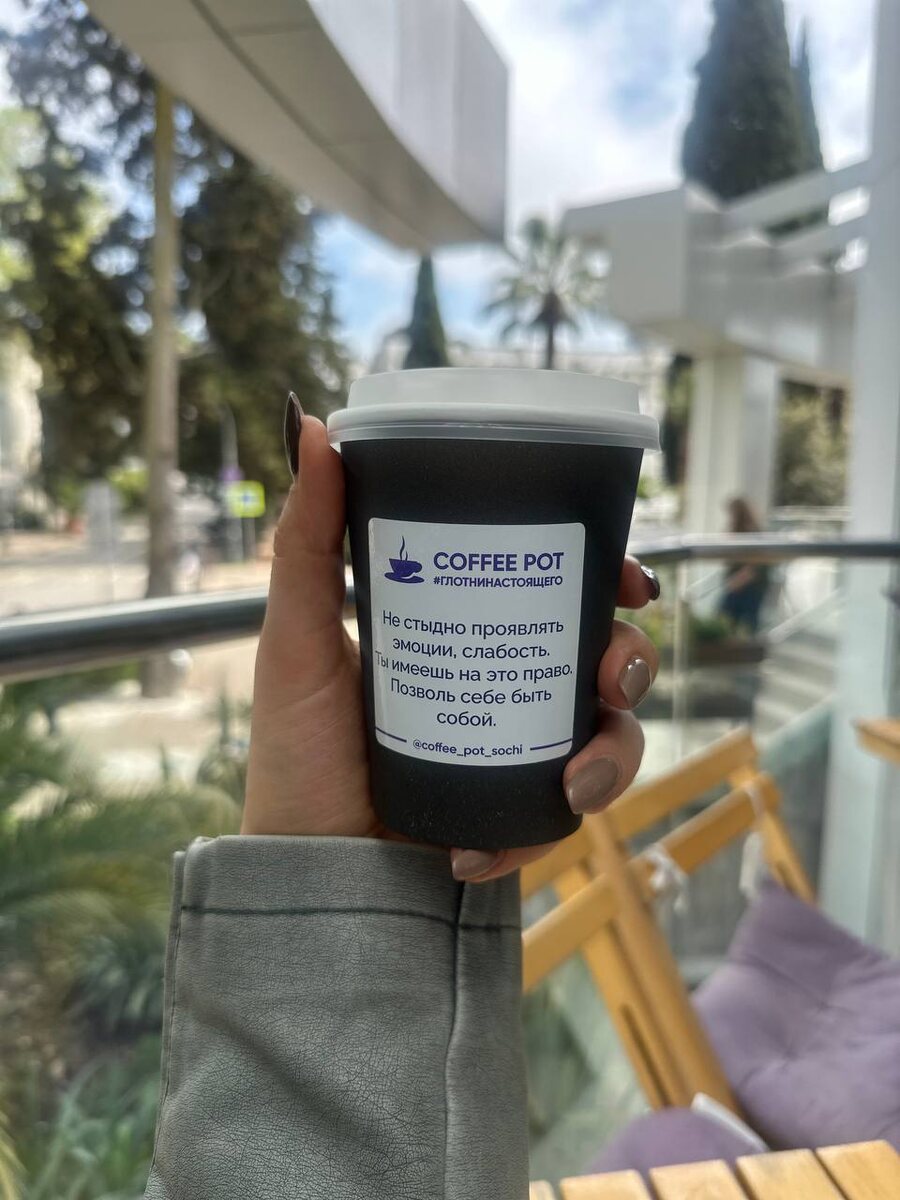 COFFEE POT
#ГЛОТНИНАСТОЯЩЕГО
Не стыдно проявлять
эмоции, слабость.
Ты имеешь на это право.
Позволь себе быть
собой.
@coffee_pot_sochi